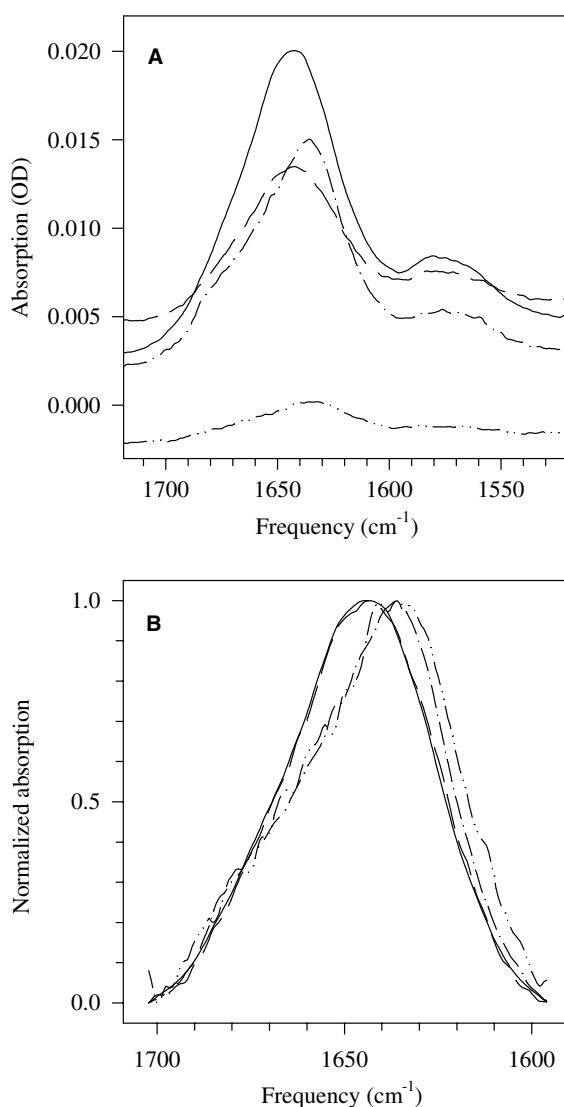 A
0.020
0.015
0.010
0.005
0.000
Absorption (OD)
1700 1650 1600 1550
Frequency (cm⁻¹)
B
1.0
0.5
0.0
Normalized absorption
1700 1650 1600
Frequency (cm⁻¹)